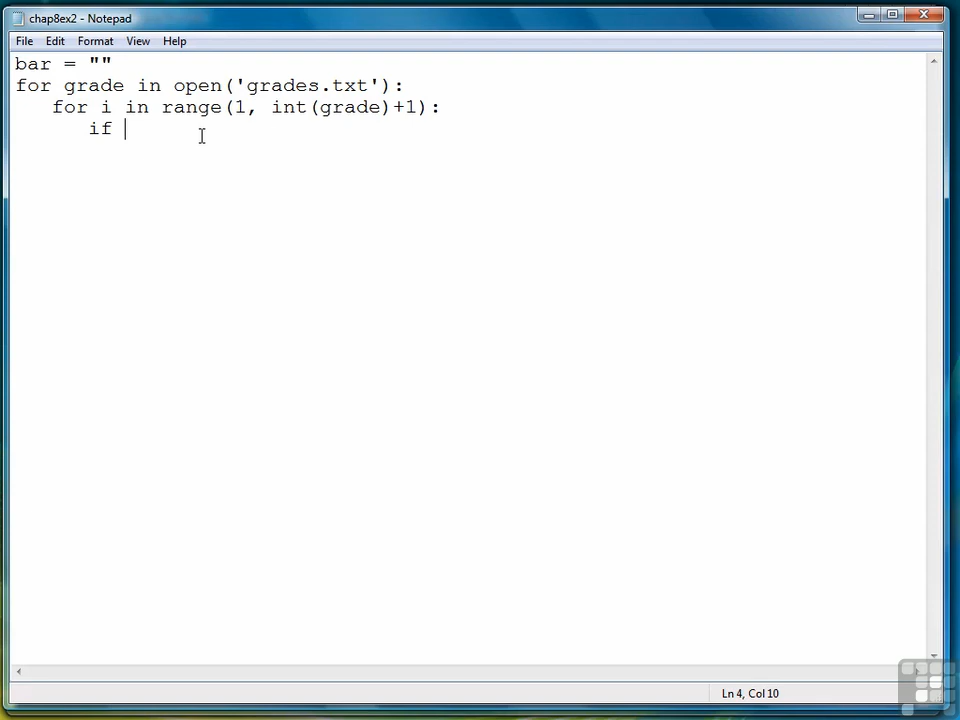 chap8ex2 - Notepad
File Edit Format View Help
bar = ""
for grade in open('grades.txt'):
   for i in range(1, int(grade)+1):
      if
Ln 4, Col 10